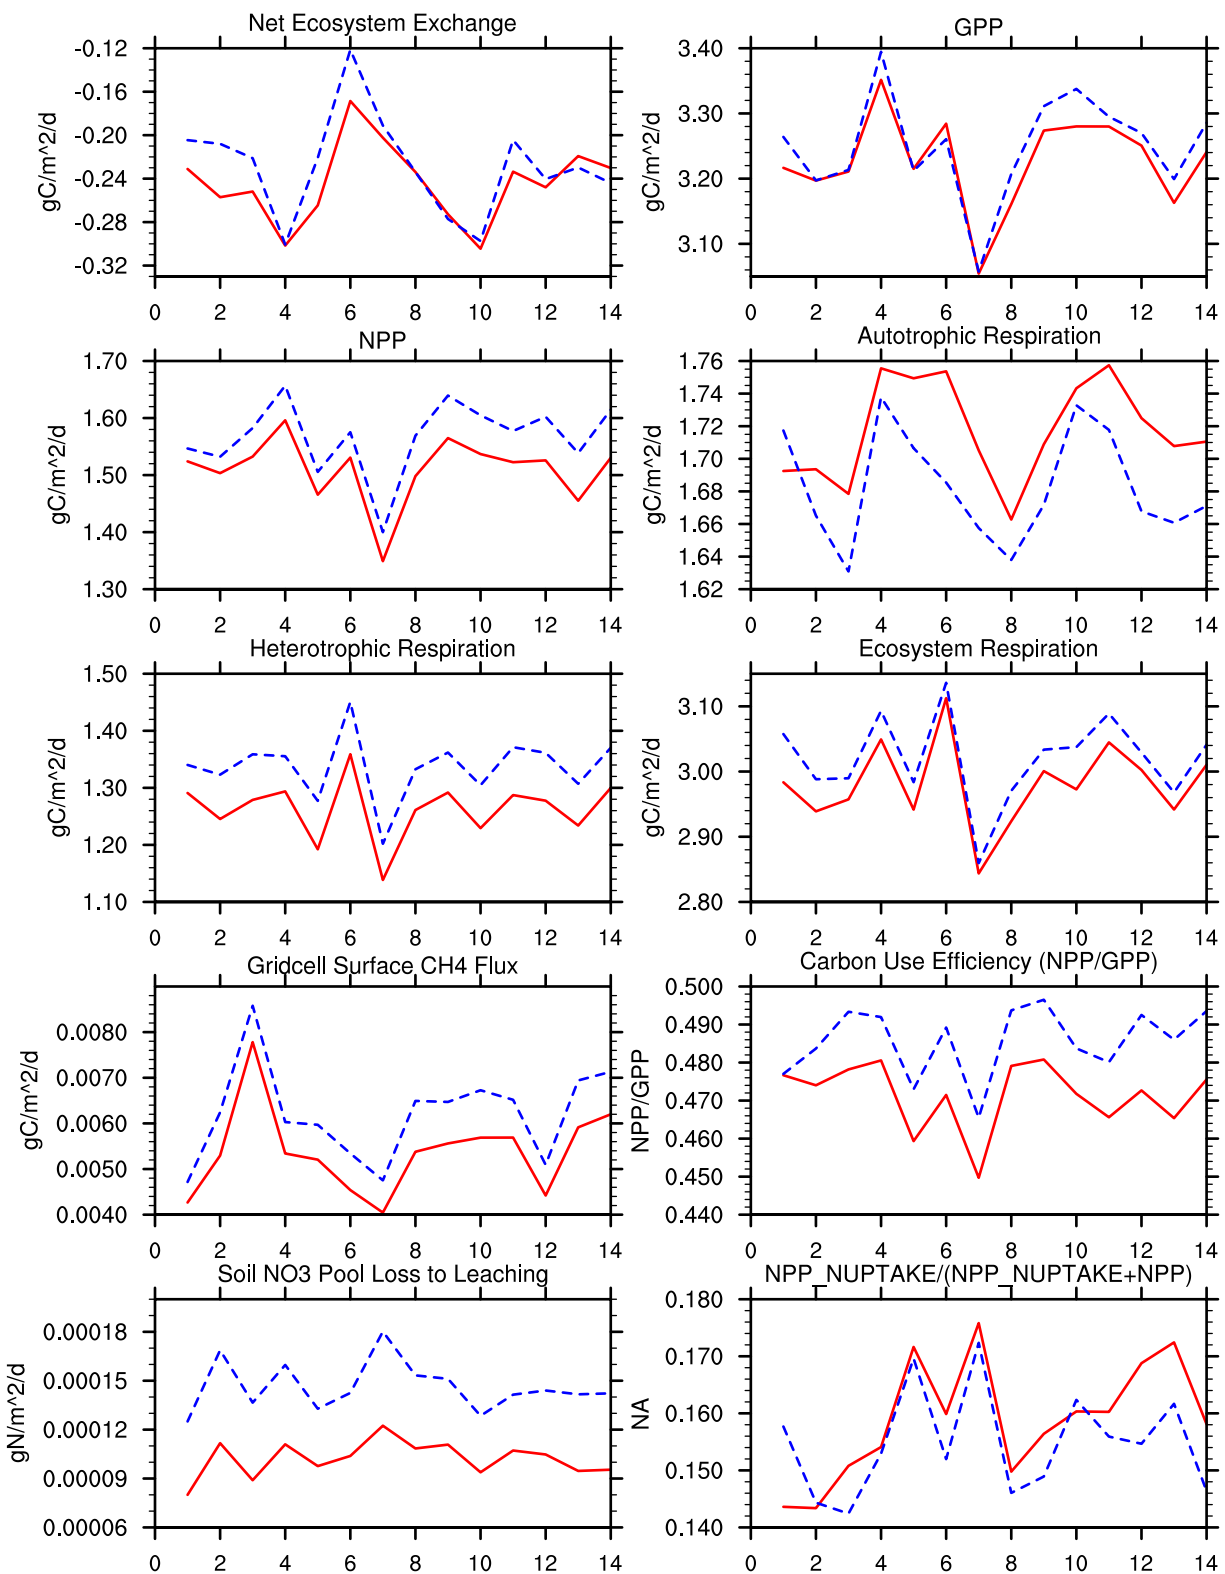 Net Ecosystem Exchange
gC/m^2/d
-0.12
-0.16
-0.20
-0.24
-0.28
-0.32
0 2 4 6 8 10 12 14
GPP
gC/m^2/d
3.40
3.30
3.20
3.10
0 2 4 6 8 10 12 14
NPP
gC/m^2/d
1.70
1.60
1.50
1.40
1.30
0 2 4 6 8 10 12 14
Autotrophic Respiration
gC/m^2/d
1.76
1.74
1.72
1.70
1.68
1.66
1.64
1.62
0 2 4 6 8 10 12 14
Heterotrophic Respiration
gC/m^2/d
1.50
1.40
1.30
1.20
1.10
0 2 4 6 8 10 12 14
Ecosystem Respiration
gC/m^2/d
3.10
3.00
2.90
2.80
0 2 4 6 8 10 12 14
Gridcell Surface CH4 Flux
gC/m^2/d
0.0080
0.0070
0.0060
0.0050
0.0040
0 2 4 6 8 10 12 14
Carbon Use Efficiency (NPP/GPP)
NPP/GPP
0.500
0.490
0.480
0.470
0.460
0.450
0.440
0 2 4 6 8 10 12 14
Soil NO3 Pool Loss to Leaching
gN/m^2/d
0.00018
0.00015
0.00012
0.00009
0.00006
0 2 4 6 8 10 12 14
NPP_NUPTAKE/(NPP_NUPTAKE+NPP)
NA
0.180
0.170
0.160
0.150
0.140
0 2 4 6 8 10 12 14